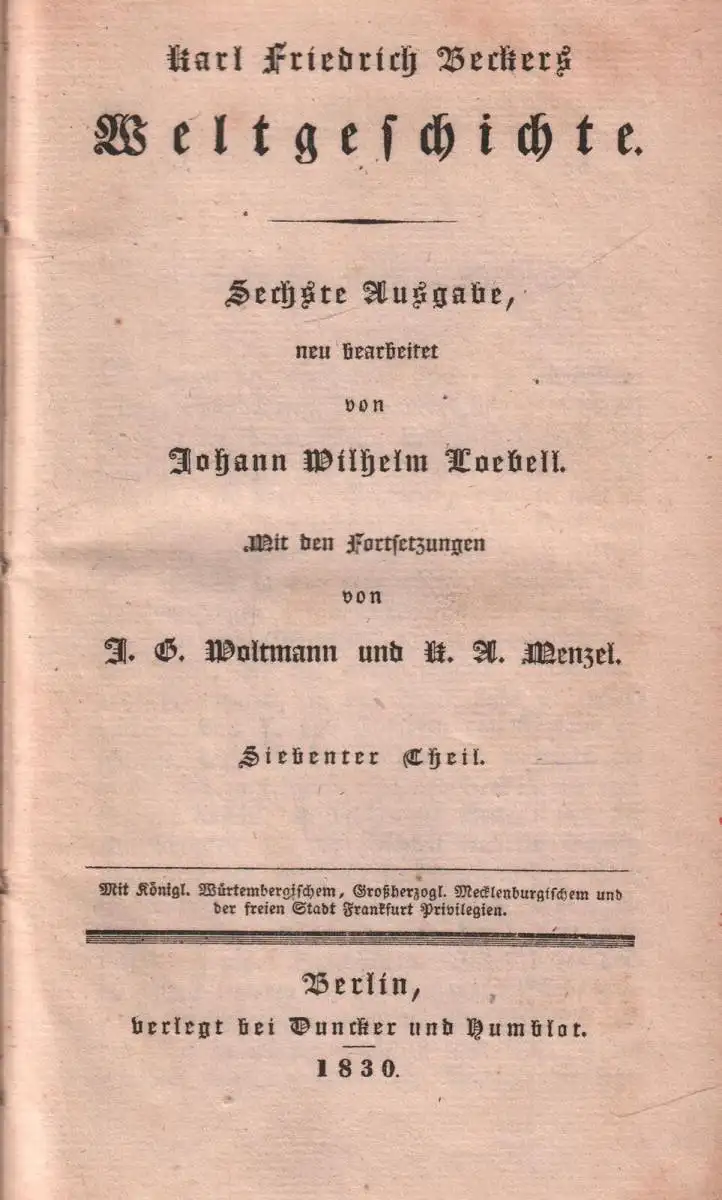 Karl Friedrich Beckers
Weltgeschichte.
Sechste Ausgabe,
neu bearbeitet
von
Johann Wilhelm Loebell.
Mit den Fortsetzungen
von
J. G. Woltmann und K. A. Menzel.
Siebenter Theil.
Mit Königl. Würtembergischem, Großherzogl. Mecklenburgischem und
der freien Stadt Frankfurt Privilegien.
Berlin,
verlegt bei Duncker und Humblot.
1830.